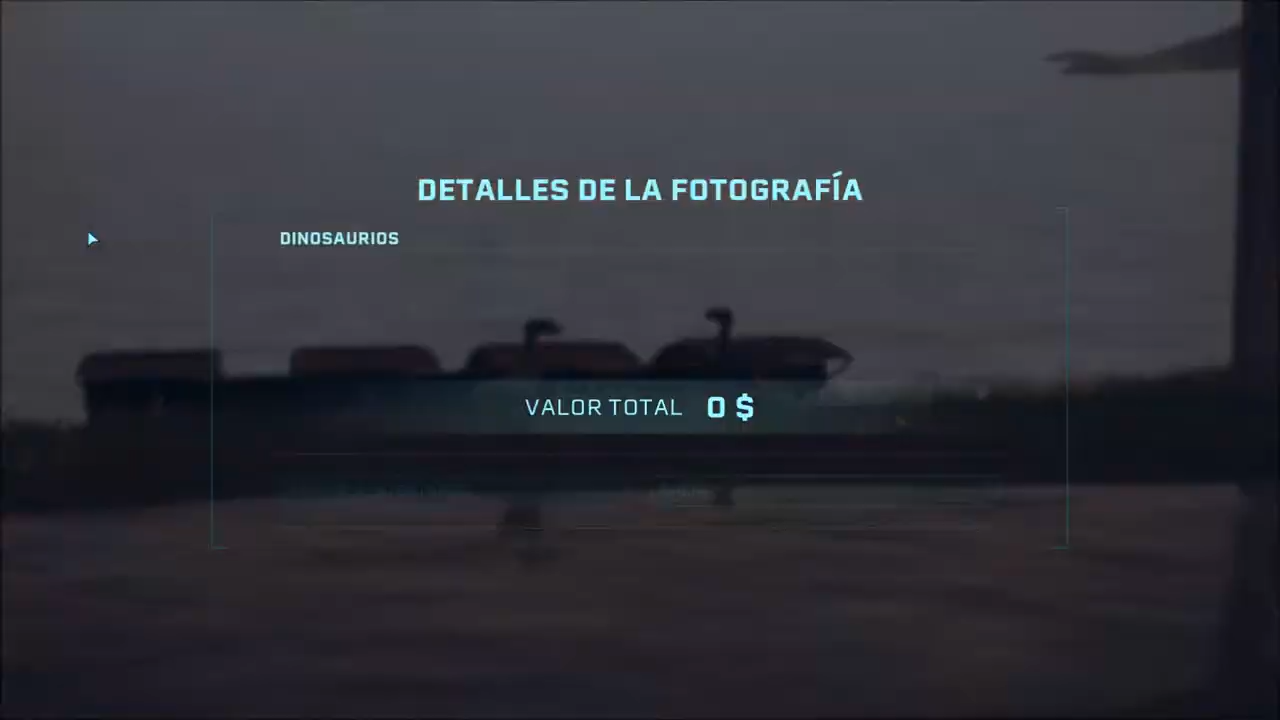 DETALLES DE LA FOTOGRAFÍA
DINOSAURIOS
VALOR TOTAL 0 $